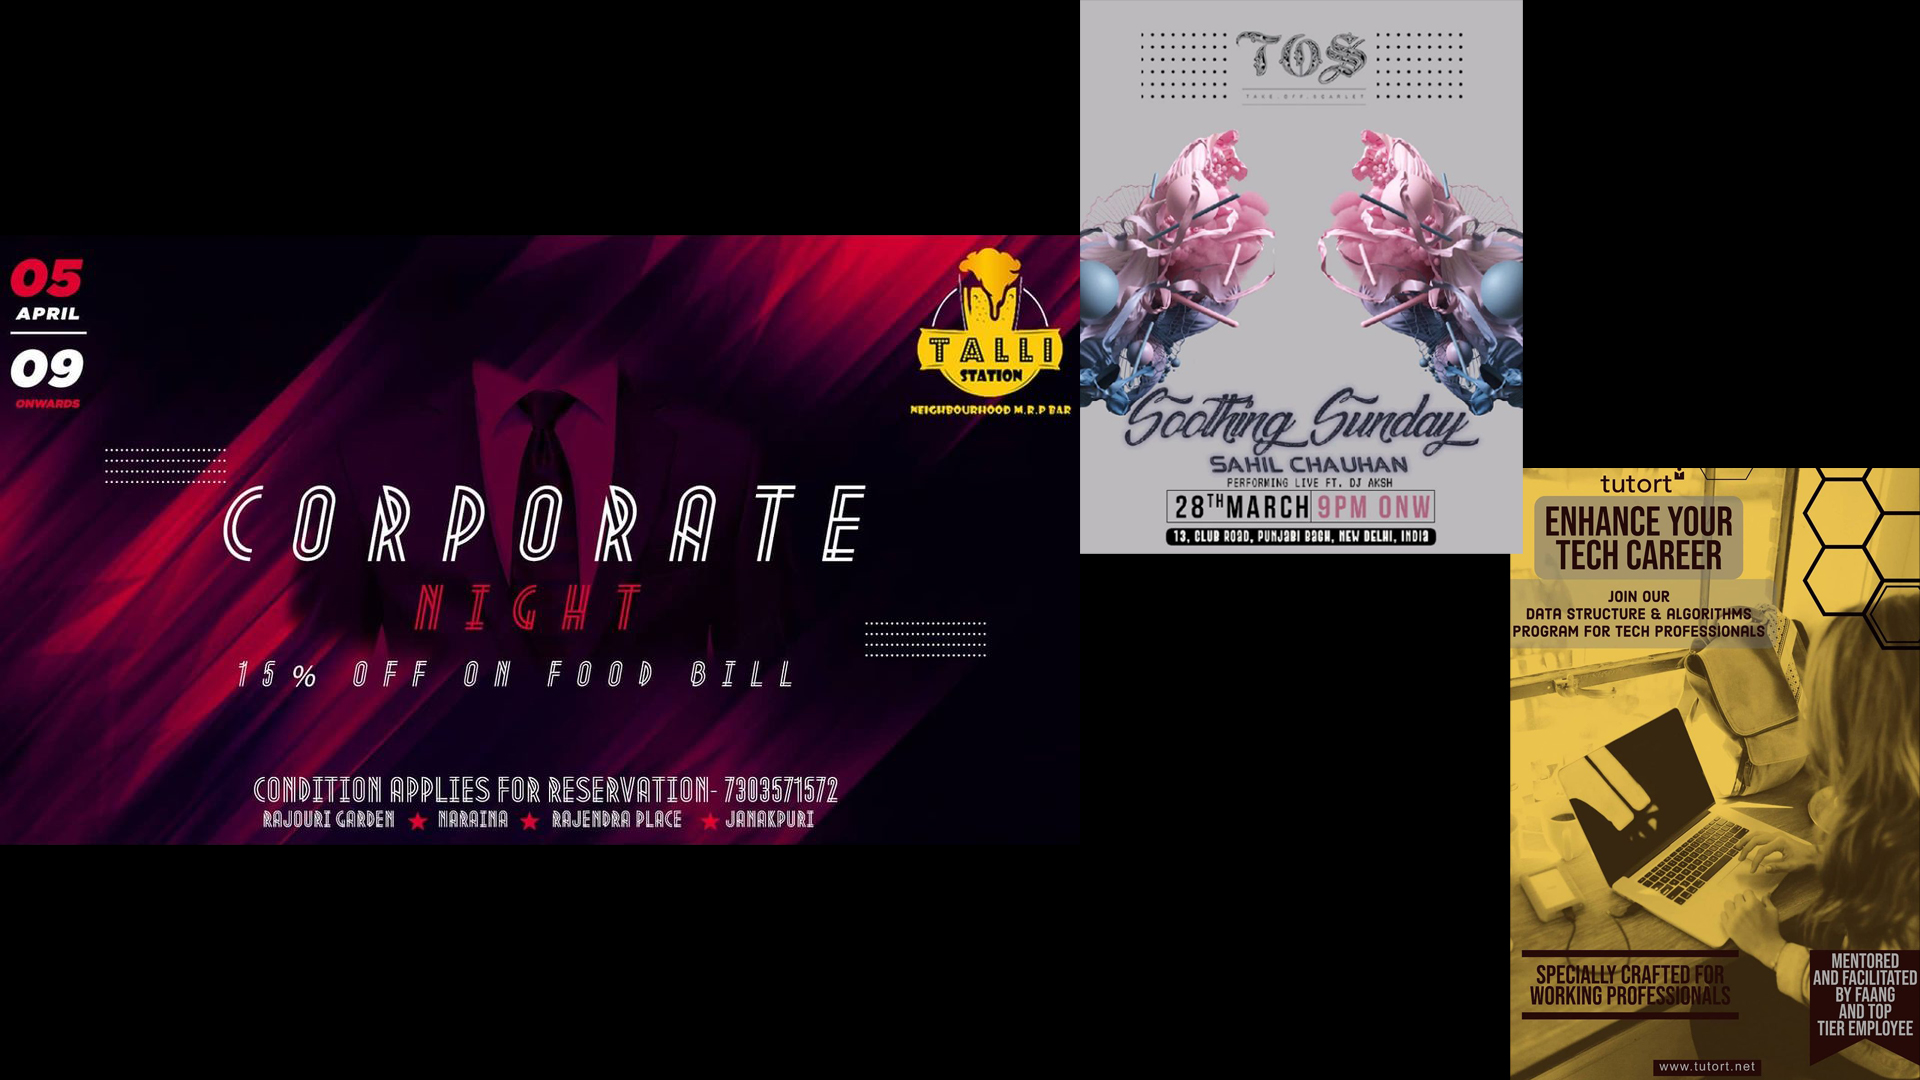 05
APRIL
09
ONWARDS
TALLI
STATION
NEIGHBOURHOOD M.R.P BAR
CORPORATE
NIGHT
15% OFF ON FOOD BILL
CONDITION APPLIES FOR RESERVATION- 7303571572
RAJOURI GARDEN ★ NARAINA ★ RAJENDRA PLACE ★ JANAKPURI
TOS
TAKE.OFF.SCARLET
Soothing Sunday
SAHIL CHAUHAN
PERFORMING LIVE FT. DJ AKSH
28TH MARCH 9PM ONW
13, CLUB ROAD, PUNJABI BAGH, NEW DELHI, INDIA
tutort
ENHANCE YOUR
TECH CAREER
JOIN OUR
DATA STRUCTURE & ALGORITHMS
PROGRAM FOR TECH PROFESSIONALS
SPECIALLY CRAFTED FOR
WORKING PROFESSIONALS
MENTORED
AND FACILITATED
BY FAANG
AND TOP
TIER EMPLOYEE
www.tutort.net